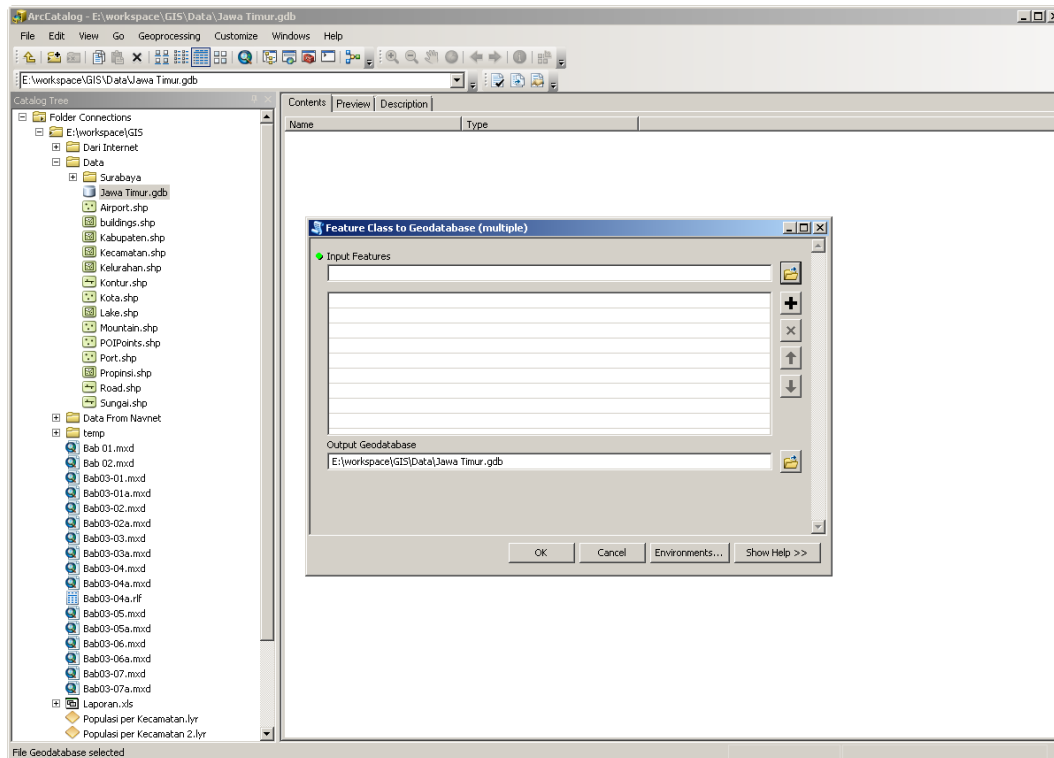 ArcCatalog - E:\workspace\GIS\Data\Jawa Timur.gdb
File Edit View Go Geoprocessing Customize Windows Help
E:\workspace\GIS\Data\Jawa Timur.gdb
Catalog Tree
Folder Connections
E:\workspace\GIS
Dari Internet
Data
Surabaya
Jawa Timur.gdb
Airport.shp
buildings.shp
Kabupaten.shp
Kecamatan.shp
Kelurahan.shp
Kontur.shp
Kota.shp
Lake.shp
Mountain.shp
POIPoints.shp
Port.shp
Propinsi.shp
Road.shp
Sungai.shp
Data From Navnet
temp
Bab 01.mxd
Bab 02.mxd
Bab03-01.mxd
Bab03-01a.mxd
Bab03-02.mxd
Bab03-02a.mxd
Bab03-03.mxd
Bab03-03a.mxd
Bab03-04.mxd
Bab03-04a.mxd
Bab03-04a.rlf
Bab03-05.mxd
Bab03-05a.mxd
Bab03-06.mxd
Bab03-06a.mxd
Bab03-07.mxd
Bab03-07a.mxd
Laporan.xls
Populasi per Kecamatan.lyr
Populasi per Kecamatan 2.lyr
Contents Preview Description
Name Type
Feature Class to Geodatabase (multiple)
Input Features
Output Geodatabase
E:\workspace\GIS\Data\Jawa Timur.gdb
OK Cancel Environments... Show Help >>
File Geodatabase selected